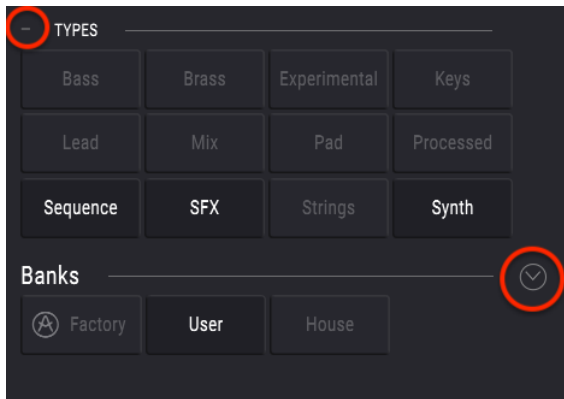 TYPES
Bass Brass Experimental Keys
Lead Mix Pad Processed
Sequence SFX Strings Synth
Banks
Factory User House